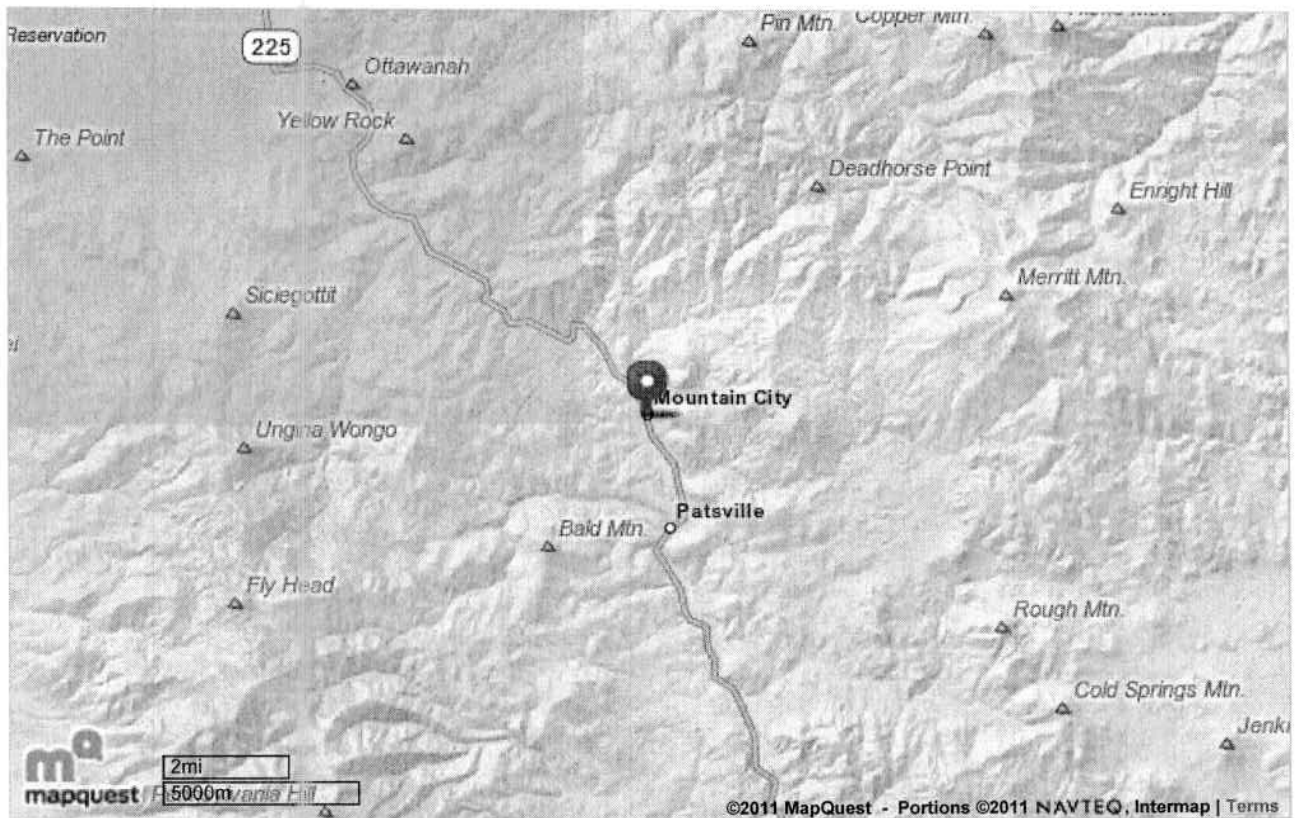 Reservation
225
Pin Mtn.
Copper Mtn.
Ottawanah
Yellow Rock
The Point
Deadhorse Point
Enright Hill
Siciegottit
Merritt Mtn.
Mountain City
Ungina Wongo
Patsville
Bald Mtn.
Fly Head
Rough Mtn.
Cold Springs Mtn.
Jenki
mapquest
2mi
5000m
©2011 MapQuest - Portions ©2011 NAVTEQ, Intermap | Terms